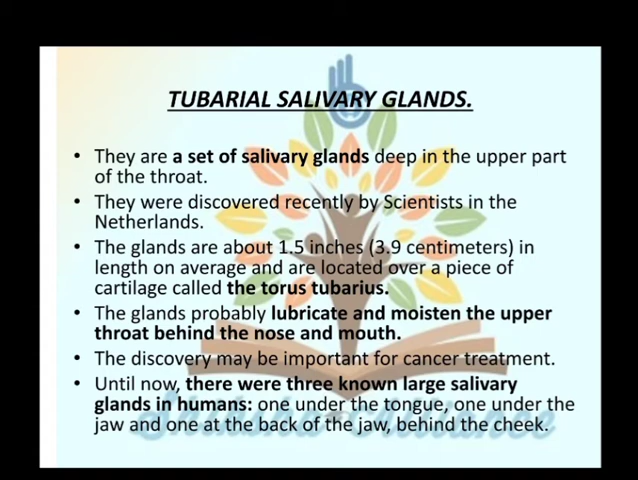 TUBARIAL SALIVARY GLANDS.
• They are a set of salivary glands deep in the upper part
of the throat.
• They were discovered recently by Scientists in the
Netherlands.
• The glands are about 1.5 inches (3.9 centimeters) in
length on average and are located over a piece of
cartilage called the torus tubarius.
• The glands probably lubricate and moisten the upper
throat behind the nose and mouth.
• The discovery may be important for cancer treatment.
• Until now, there were three known large salivary
glands in humans: one under the tongue, one under the
jaw and one at the back of the jaw, behind the cheek.